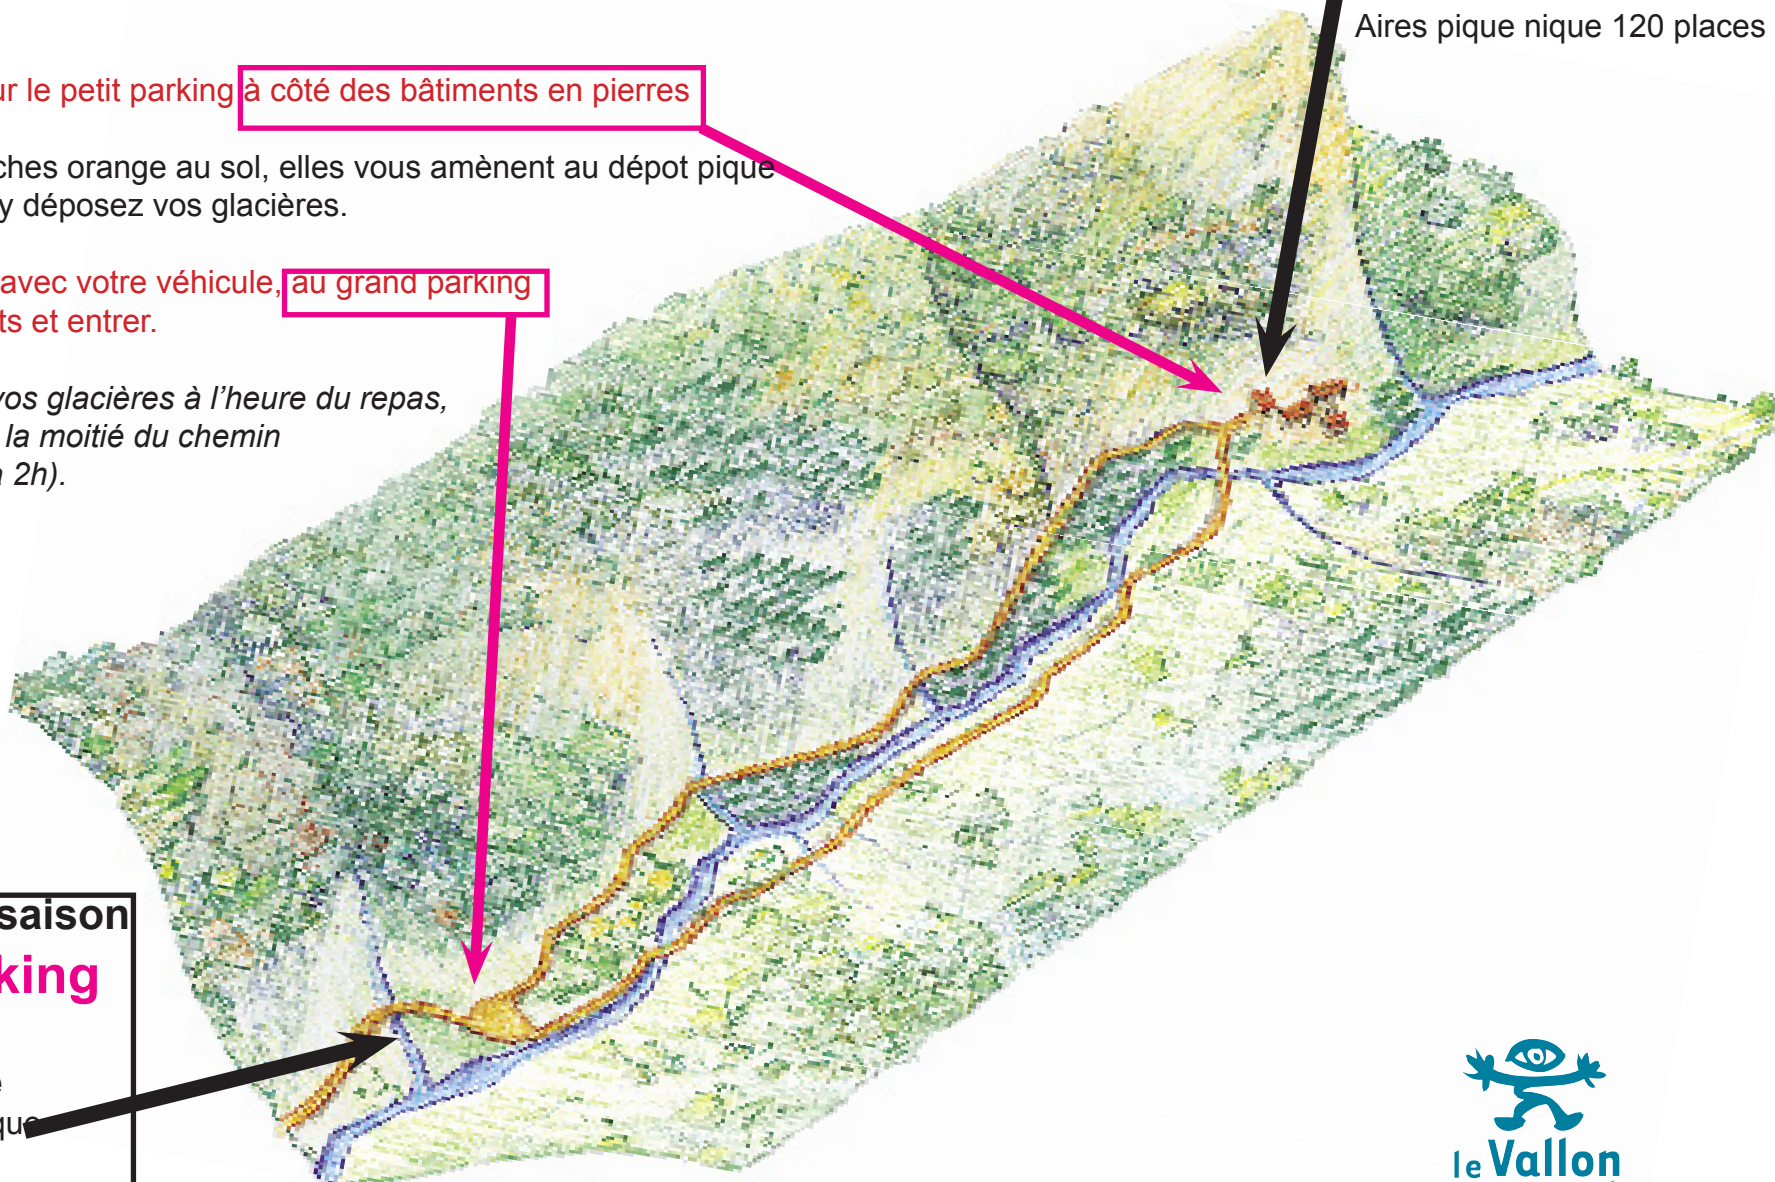 Aires pique nique 120 places
ur le petit parking à côté des bâtiments en pierres
ches orange au sol, elles vous amènent au dépot pique
y déposez vos glacières.
avec votre véhicule, au grand parking
ts et entrer.
vos glacières à l'heure du repas,
la moitié du chemin
à 2h).
saison
king
e
que
le Vallon